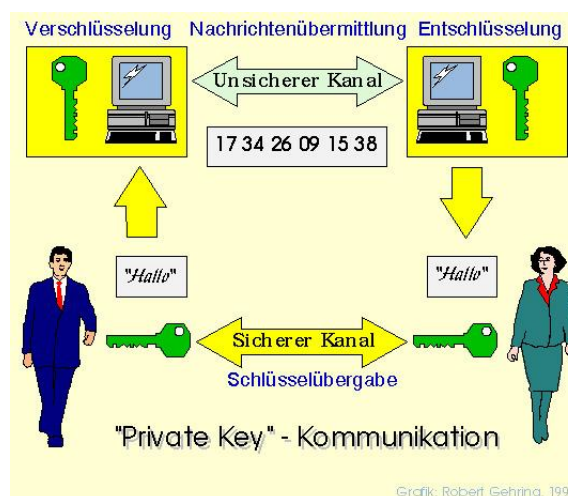 Verschlüsselung Nachrichtenübermittlung Entschlüsselung
Unsicherer Kanal
17 34 26 09 15 38
"Hallo" "Hallo"
Sicherer Kanal
Schlüsselübergabe
"Private Key" - Kommunikation
Grafik: Robert Gehring,